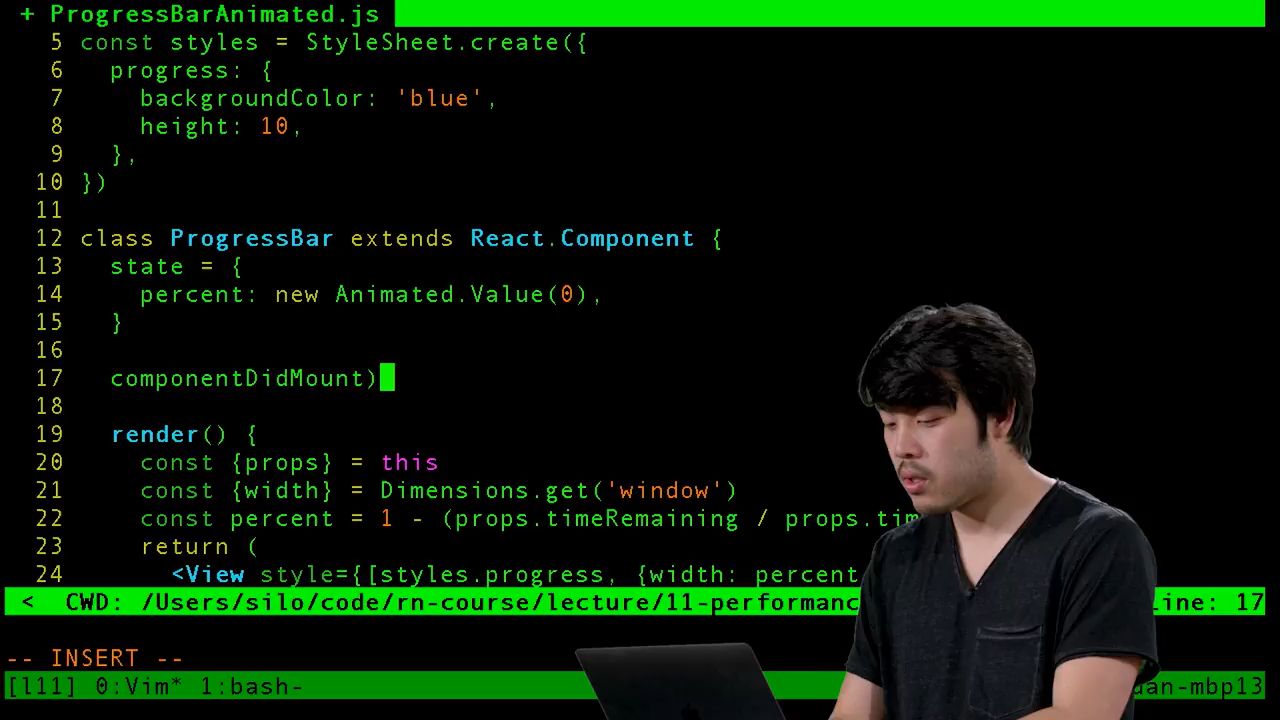 + ProgressBarAnimated.js
5 const styles = StyleSheet.create({
6   progress: {
7     backgroundColor: 'blue',
8     height: 10,
9   },
10 })
11
12 class ProgressBar extends React.Component {
13   state = {
14     percent: new Animated.Value(0),
15   }
16
17   componentDidMount)
18
19   render() {
20     const {props} = this
21     const {width} = Dimensions.get('window')
22     const percent = 1 - (props.timeRemaining / props.tim
23     return (
24       <View style={[styles.progress, {width: percent
<  CWD: /Users/silo/code/rn-course/lecture/11-performanc Line: 17
-- INSERT --
[l11] 0:Vim* 1:bash- dan-mbp13